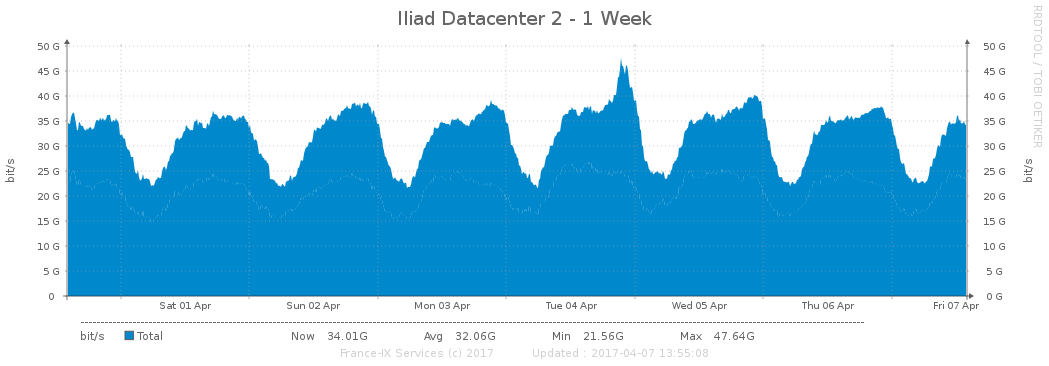 Iliad Datacenter 2 - 1 Week
RRDTOOL / TOBI OETIKER
bit/s
bit/s
50 G 50 G
45 G 45 G
40 G 40 G
35 G 35 G
30 G 30 G
25 G 25 G
20 G 20 G
15 G 15 G
10 G 10 G
5 G 5 G
0 0 G
Sat 01 Apr Sun 02 Apr Mon 03 Apr Tue 04 Apr Wed 05 Apr Thu 06 Apr Fri 07 Apr
bit/s Total Now 34.01G Avg 32.06G Min 21.56G Max 47.64G
France-IX Services (c) 2017 Updated : 2017-04-07 13:55:08